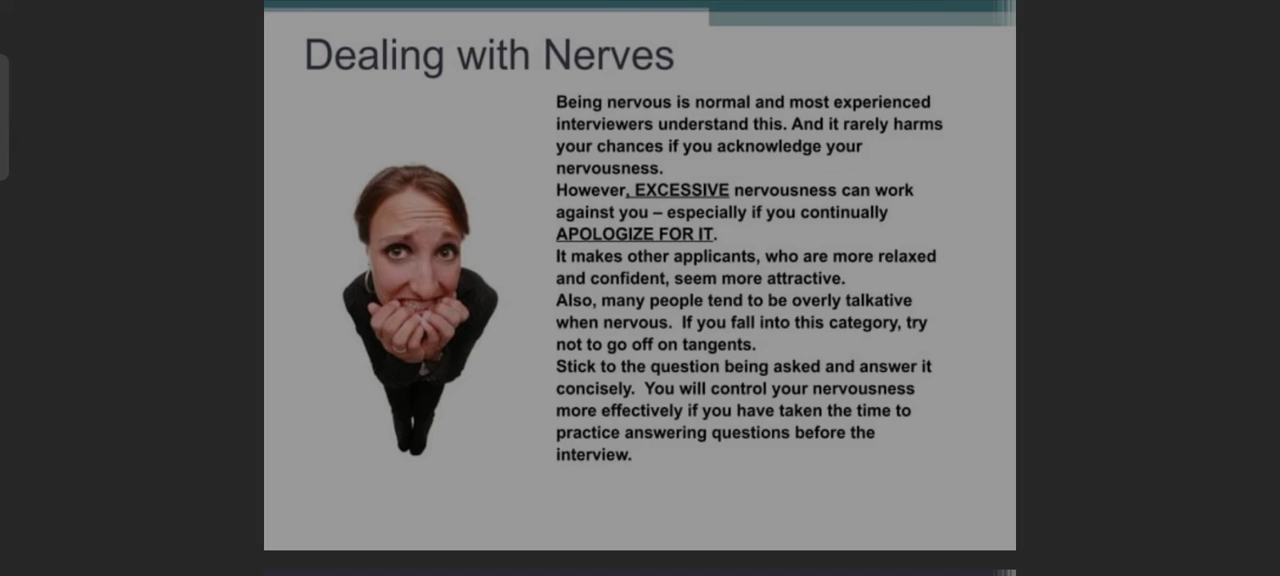 Dealing with Nerves
Being nervous is normal and most experienced
interviewers understand this. And it rarely harms
your chances if you acknowledge your
nervousness.
However, EXCESSIVE nervousness can work
against you – especially if you continually
APOLOGIZE FOR IT.
It makes other applicants, who are more relaxed
and confident, seem more attractive.
Also, many people tend to be overly talkative
when nervous.  If you fall into this category, try
not to go off on tangents.
Stick to the question being asked and answer it
concisely.  You will control your nervousness
more effectively if you have taken the time to
practice answering questions before the
interview.